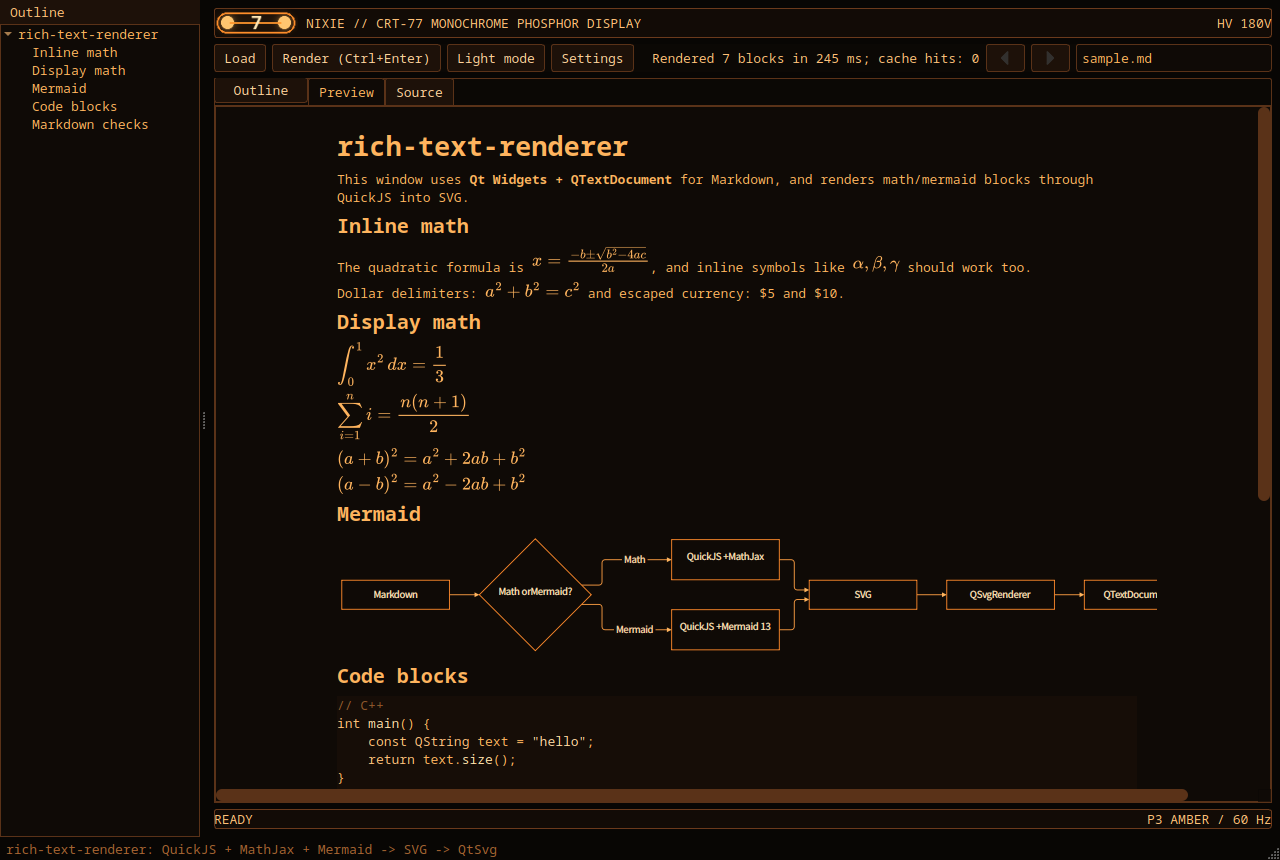 Outline
rich-text-renderer
Inline math
Display math
Mermaid
Code blocks
Markdown checks
7 NIXIE // CRT-77 MONOCHROME PHOSPHOR DISPLAY HV 180V
Load Render (Ctrl+Enter) Light mode Settings Rendered 7 blocks in 245 ms; cache hits: 0 sample.md
Outline Preview Source
rich-text-renderer
This window uses Qt Widgets + QTextDocument for Markdown, and renders math/mermaid blocks through
QuickJS into SVG.
Inline math
The quadratic formula is x = \frac{-b±\sqrt{b²−4ac}}{2a} , and inline symbols like α, β, γ should work too.
Dollar delimiters: a² + b² = c² and escaped currency: $5 and $10.
Display math
∫₀¹ x² dx = \frac{1}{3}
∑_{i=1}^{n} i = \frac{n(n + 1)}{2}
(a + b)² = a² + 2ab + b²
(a − b)² = a² − 2ab + b²
Mermaid
Markdown
Math orMermaid?
Math
QuickJS +MathJax
Mermaid
QuickJS +Mermaid 13
SVG
QSvgRenderer
QTextDocum
Code blocks
// C++
int main() {
    const QString text = "hello";
    return text.size();
}
READY P3 AMBER / 60 Hz
rich-text-renderer: QuickJS + MathJax + Mermaid -> SVG -> QtSvg